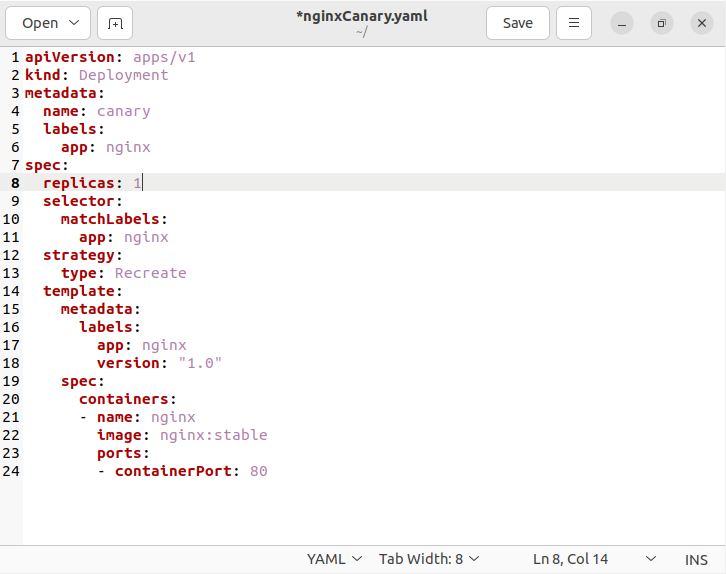 Open
*nginxCanary.yaml
~/
Save
1 apiVersion: apps/v1
2 kind: Deployment
3 metadata:
4   name: canary
5   labels:
6     app: nginx
7 spec:
8   replicas: 1
9   selector:
10     matchLabels:
11       app: nginx
12   strategy:
13     type: Recreate
14   template:
15     metadata:
16       labels:
17         app: nginx
18         version: "1.0"
19     spec:
20       containers:
21       - name: nginx
22         image: nginx:stable
23         ports:
24         - containerPort: 80
YAML Tab Width: 8 Ln 8, Col 14 INS